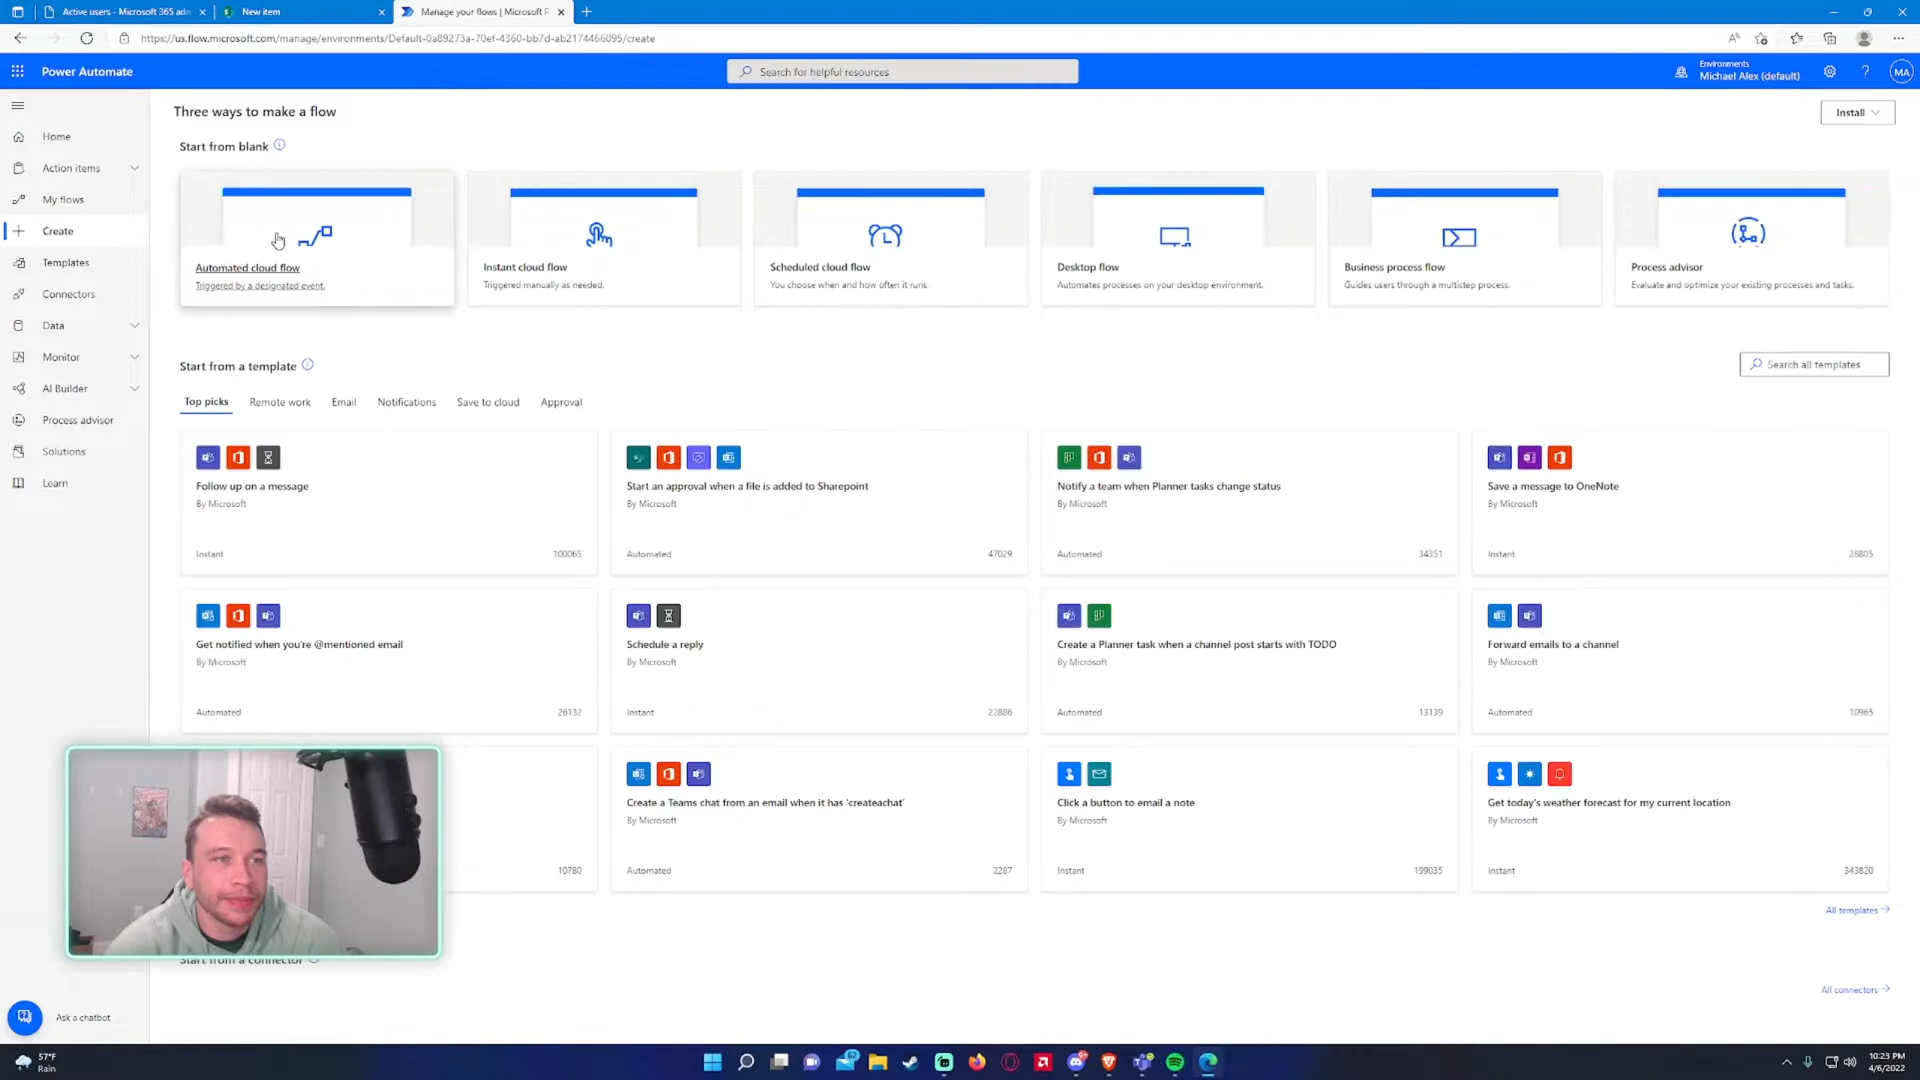 Active users - Microsoft 365 adm
New item
Manage your flows | Microsoft P
https://us.flow.microsoft.com/manage/environments/Default-0a89273a-70ef-4360-bb7d-ab2174466095/create
Power Automate
Search for helpful resources
Environments
Michael Alex (default)
MA
Home
Action items
My flows
Create
Templates
Connectors
Data
Monitor
AI Builder
Process advisor
Solutions
Learn
Ask a chatbot
Three ways to make a flow
Install
Start from blank
Automated cloud flow
Triggered by a designated event.
Instant cloud flow
Triggered manually as needed.
Scheduled cloud flow
You choose when and how often it runs.
Desktop flow
Automates processes on your desktop environment.
Business process flow
Guides users through a multistep process.
Process advisor
Evaluate and optimize your existing processes and tasks.
Start from a template
Search all templates
Top picks
Remote work
Email
Notifications
Save to cloud
Approval
Follow up on a message
By Microsoft
Instant
100065
Start an approval when a file is added to Sharepoint
By Microsoft
Automated
47029
Notify a team when Planner tasks change status
By Microsoft
Automated
34351
Save a message to OneNote
By Microsoft
Instant
28805
Get notified when you're @mentioned email
By Microsoft
Automated
26132
Schedule a reply
By Microsoft
Instant
22886
Create a Planner task when a channel post starts with TODO
By Microsoft
Automated
13139
Forward emails to a channel
By Microsoft
Automated
10965
10780
Create a Teams chat from an email when it has 'createachat'
By Microsoft
Automated
2287
Click a button to email a note
By Microsoft
Instant
199035
Get today's weather forecast for my current location
By Microsoft
Instant
343820
All templates
Start from a connector
All connectors
57°F
Rain
10:23 PM
4/6/2022